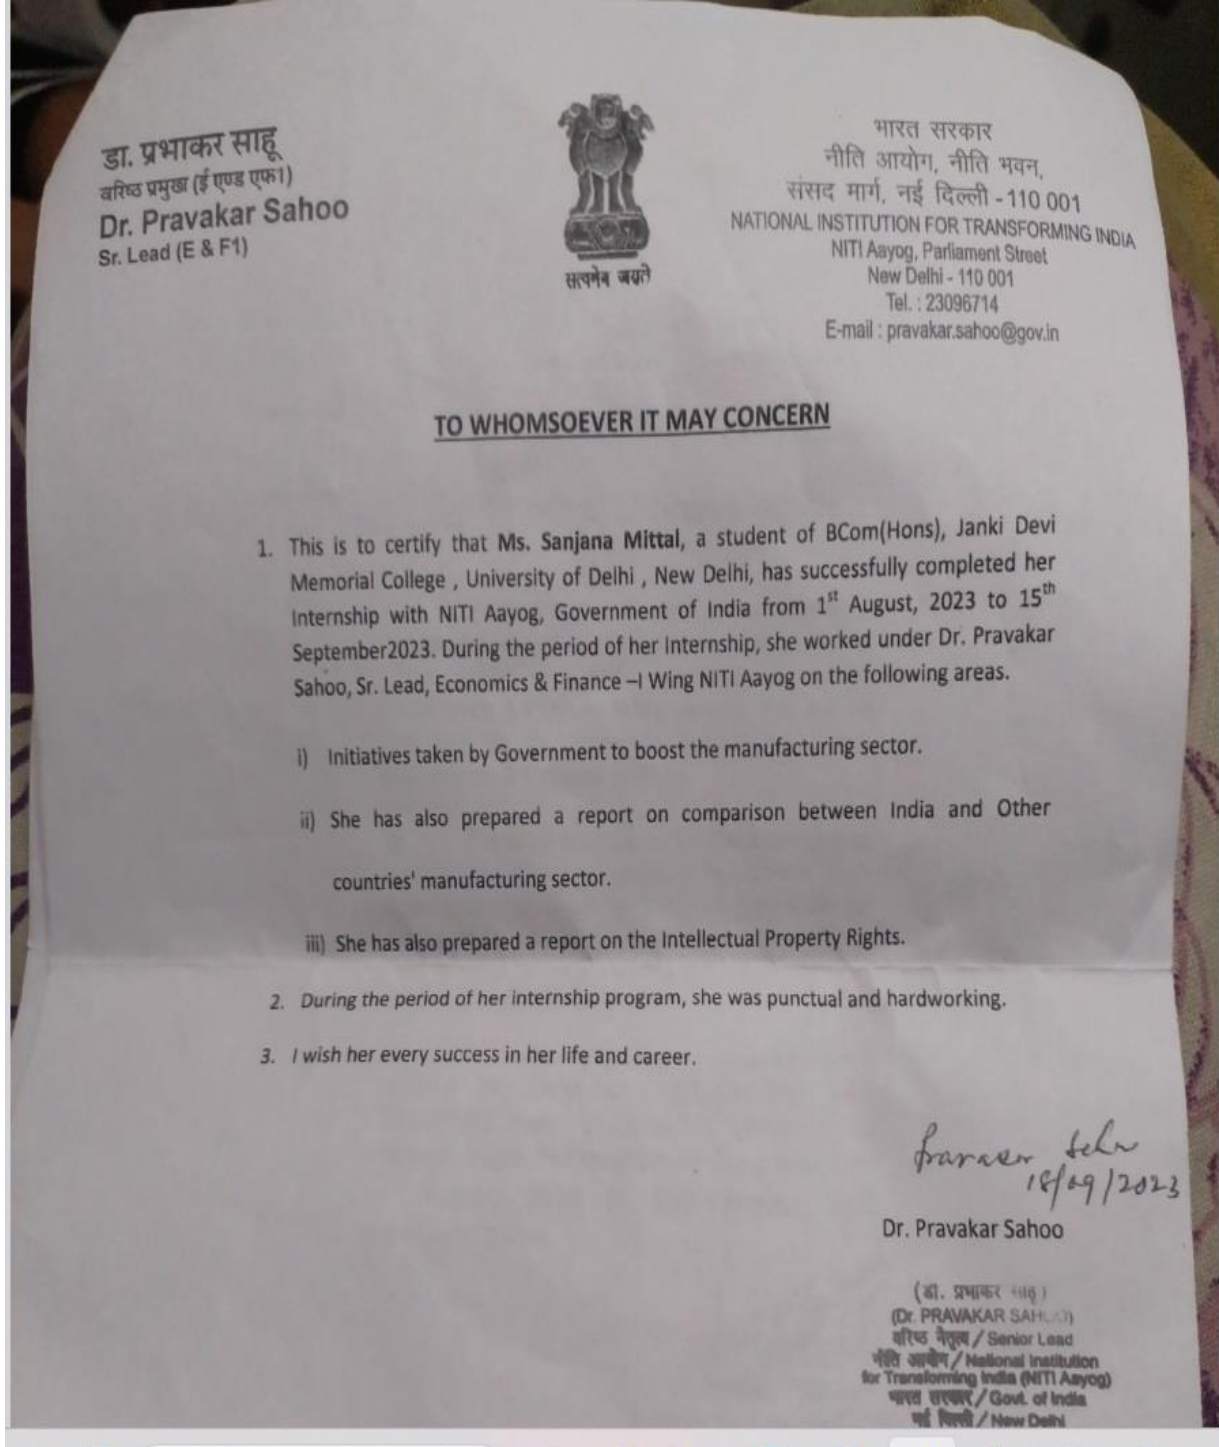 डा. प्रभाकर साहू
वरिष्ठ प्रमुख (ई एण्ड एफ1)
Dr. Pravakar Sahoo
Sr. Lead (E & F1)
सत्यमेव जयते
भारत सरकार
नीति आयोग, नीति भवन,
संसद मार्ग, नई दिल्ली - 110 001
NATIONAL INSTITUTION FOR TRANSFORMING INDIA
NITI Aayog, Parliament Street
New Delhi - 110 001
Tel. : 23096714
E-mail : pravakar.sahoo@gov.in
TO WHOMSOEVER IT MAY CONCERN
1. This is to certify that Ms. Sanjana Mittal, a student of BCom(Hons), Janki Devi
Memorial College , University of Delhi , New Delhi, has successfully completed her
Internship with NITI Aayog, Government of India from 1st August, 2023 to 15th
September2023. During the period of her Internship, she worked under Dr. Pravakar
Sahoo, Sr. Lead, Economics & Finance –I Wing NITI Aayog on the following areas.
i) Initiatives taken by Government to boost the manufacturing sector.
ii) She has also prepared a report on comparison between India and Other
countries' manufacturing sector.
iii) She has also prepared a report on the Intellectual Property Rights.
2. During the period of her internship program, she was punctual and hardworking.
3. I wish her every success in her life and career.
18/09/2023
Dr. Pravakar Sahoo
(डॉ. प्रभाकर साहू)
(Dr. PRAVAKAR SAHOO)
वरिष्ठ नेतृत्व / Senior Lead
नीति आयोग / National Institution
for Transforming India (NITI Aayog)
भारत सरकार / Govt. of India
नई दिल्ली / New Delhi